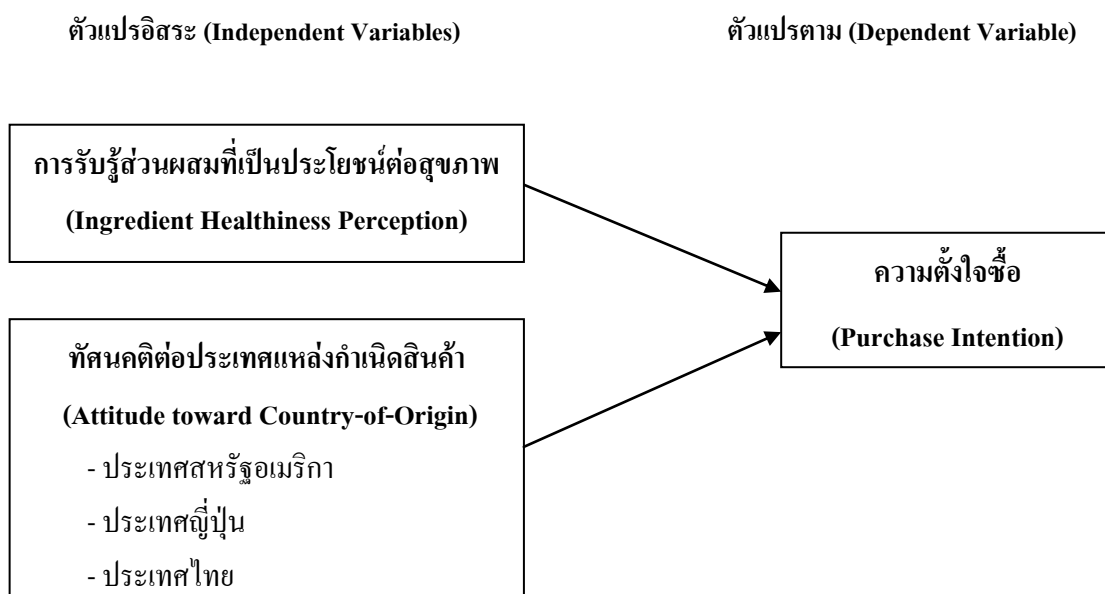 ตัวแปรอิสระ (Independent Variables)
ตัวแปรตาม (Dependent Variable)
การรับรู้ส่วนผสมที่เป็นประโยชน์ต่อสุขภาพ
(Ingredient Healthiness Perception)
ทัศนคติต่อประเทศแหล่งกำเนิดสินค้า
(Attitude toward Country-of-Origin)
- ประเทศสหรัฐอเมริกา
- ประเทศญี่ปุ่น
- ประเทศไทย
ความตั้งใจซื้อ
(Purchase Intention)